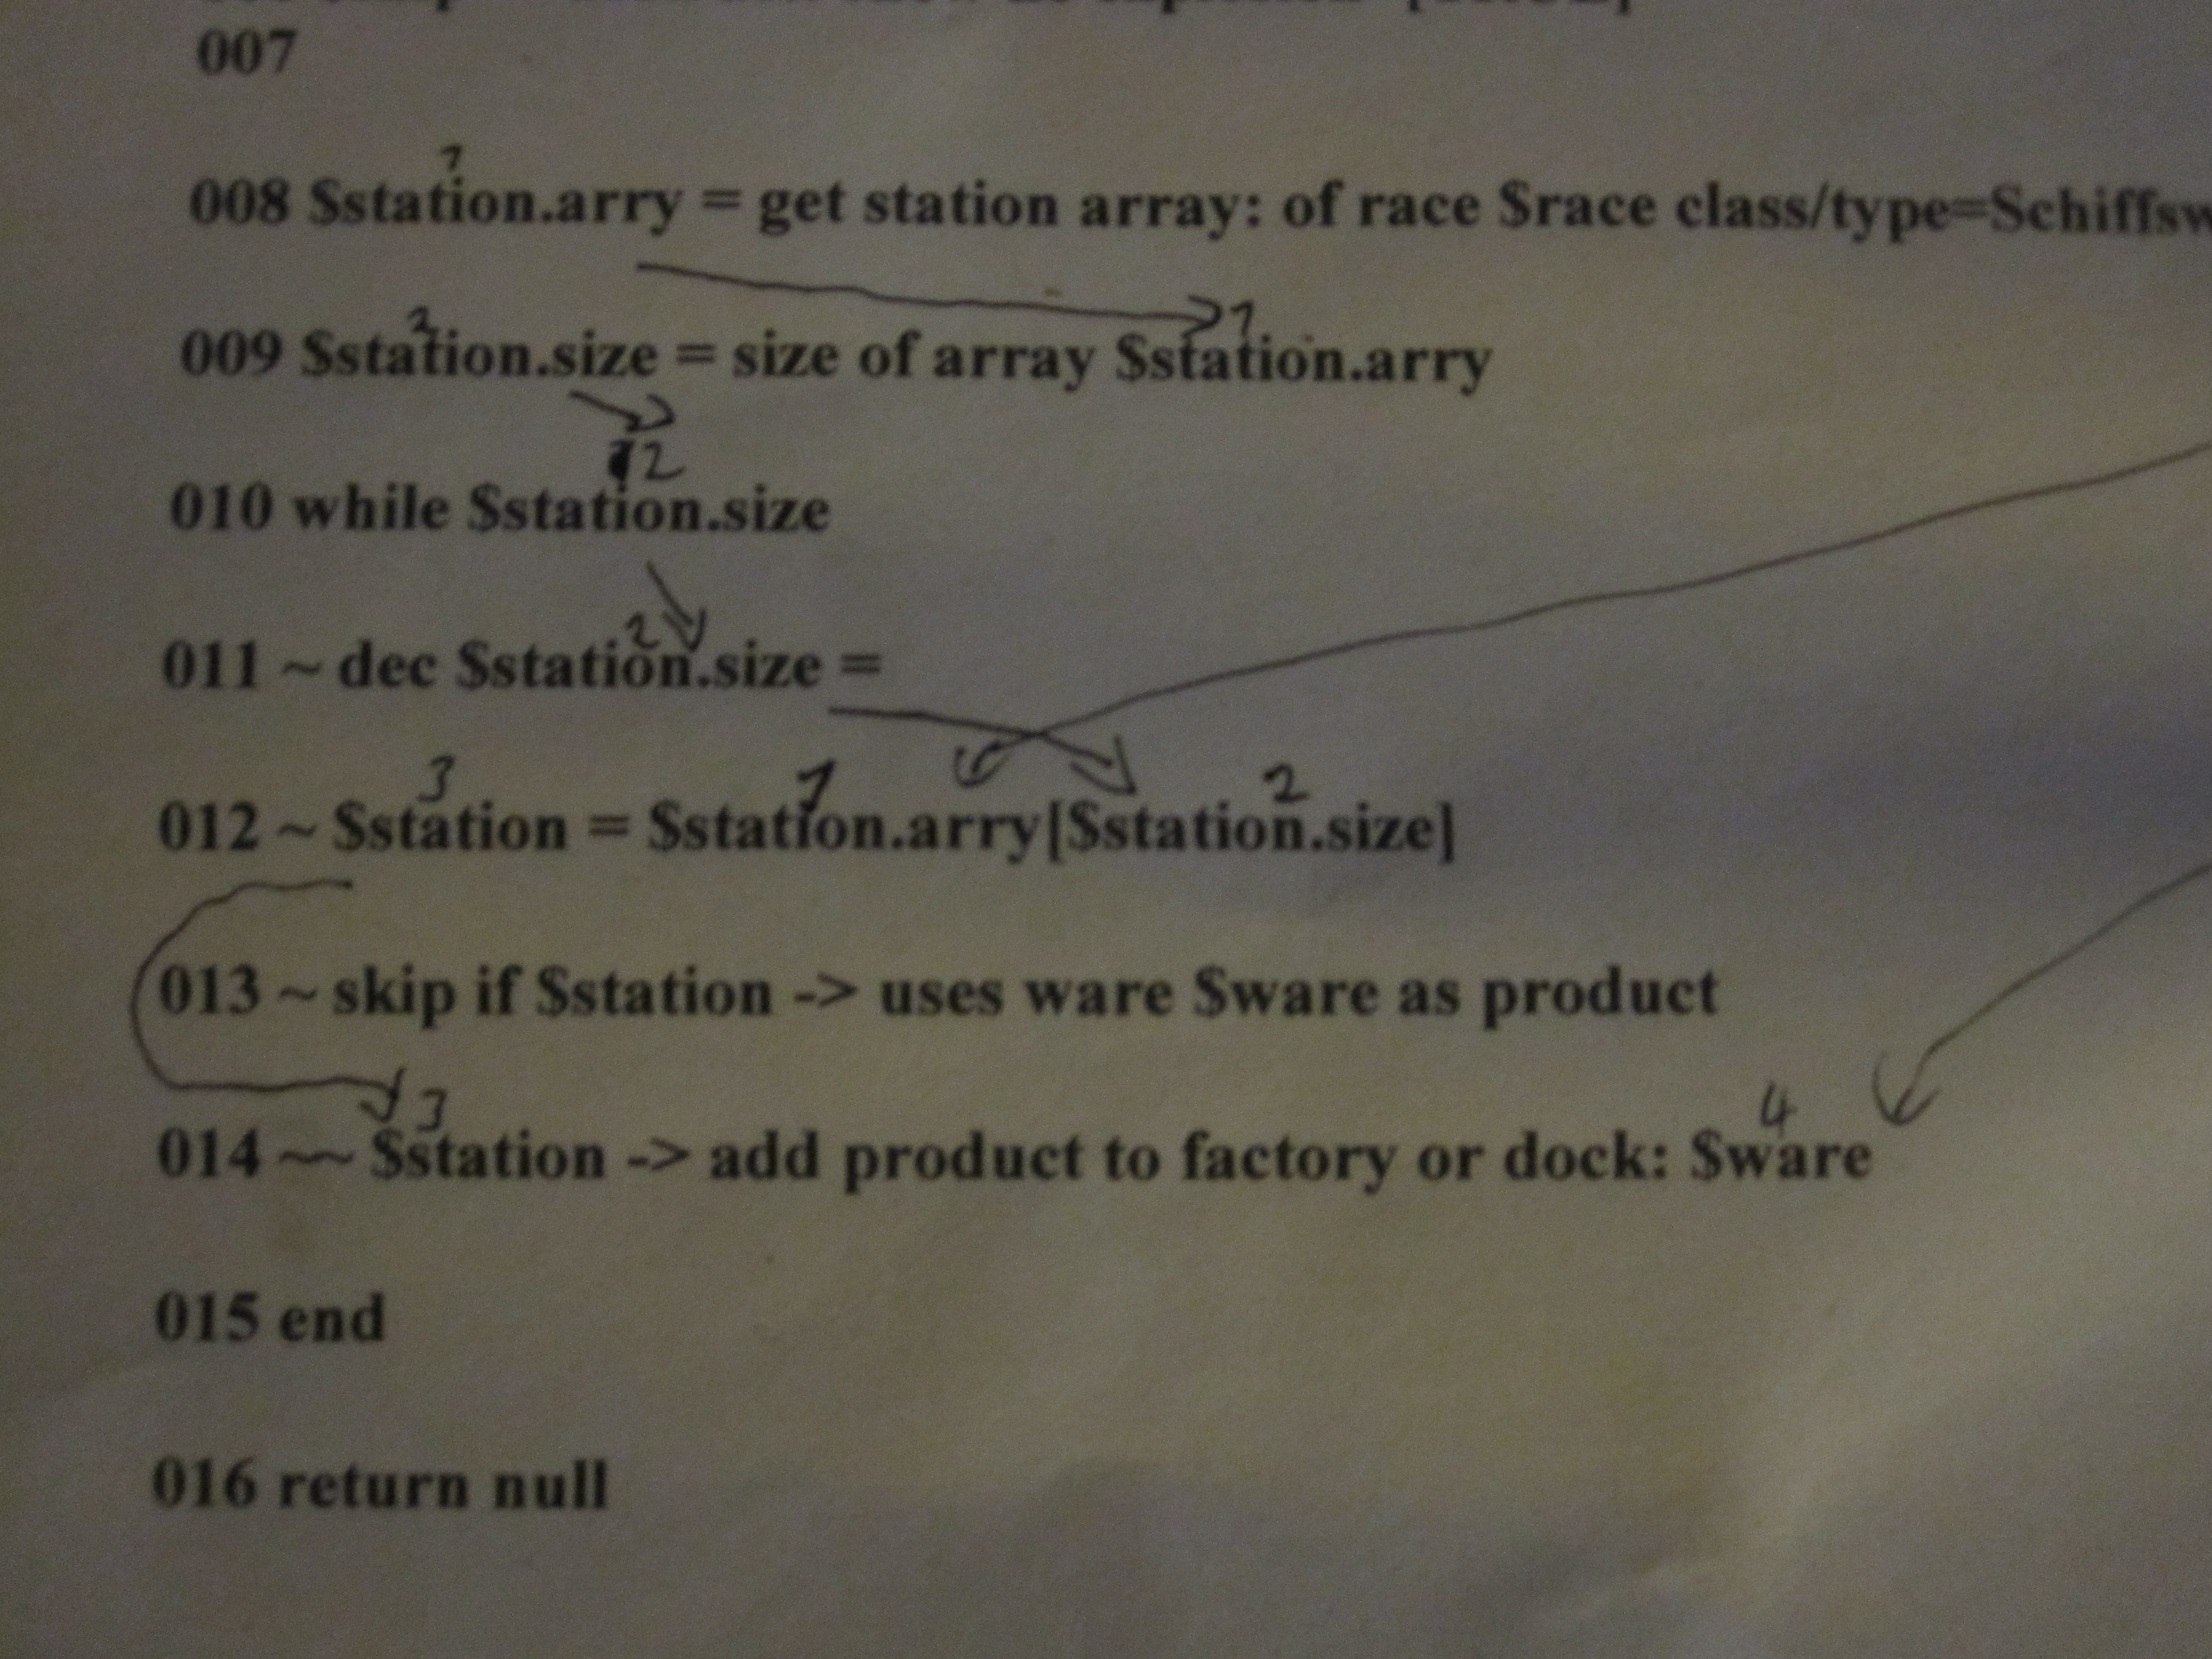 007
1
008 $station.arry = get station array: of race $race class/type=Schiffsw
2 1
009 $station.size = size of array $station.arry
2
010 while $station.size
2
011 ~ dec $station.size =
3 1 2
012 ~ $station = $station.arry[$station.size]
013 ~ skip if $station -> uses ware $ware as product
3 4
014 ~~ $station -> add product to factory or dock: $ware
015 end
016 return null